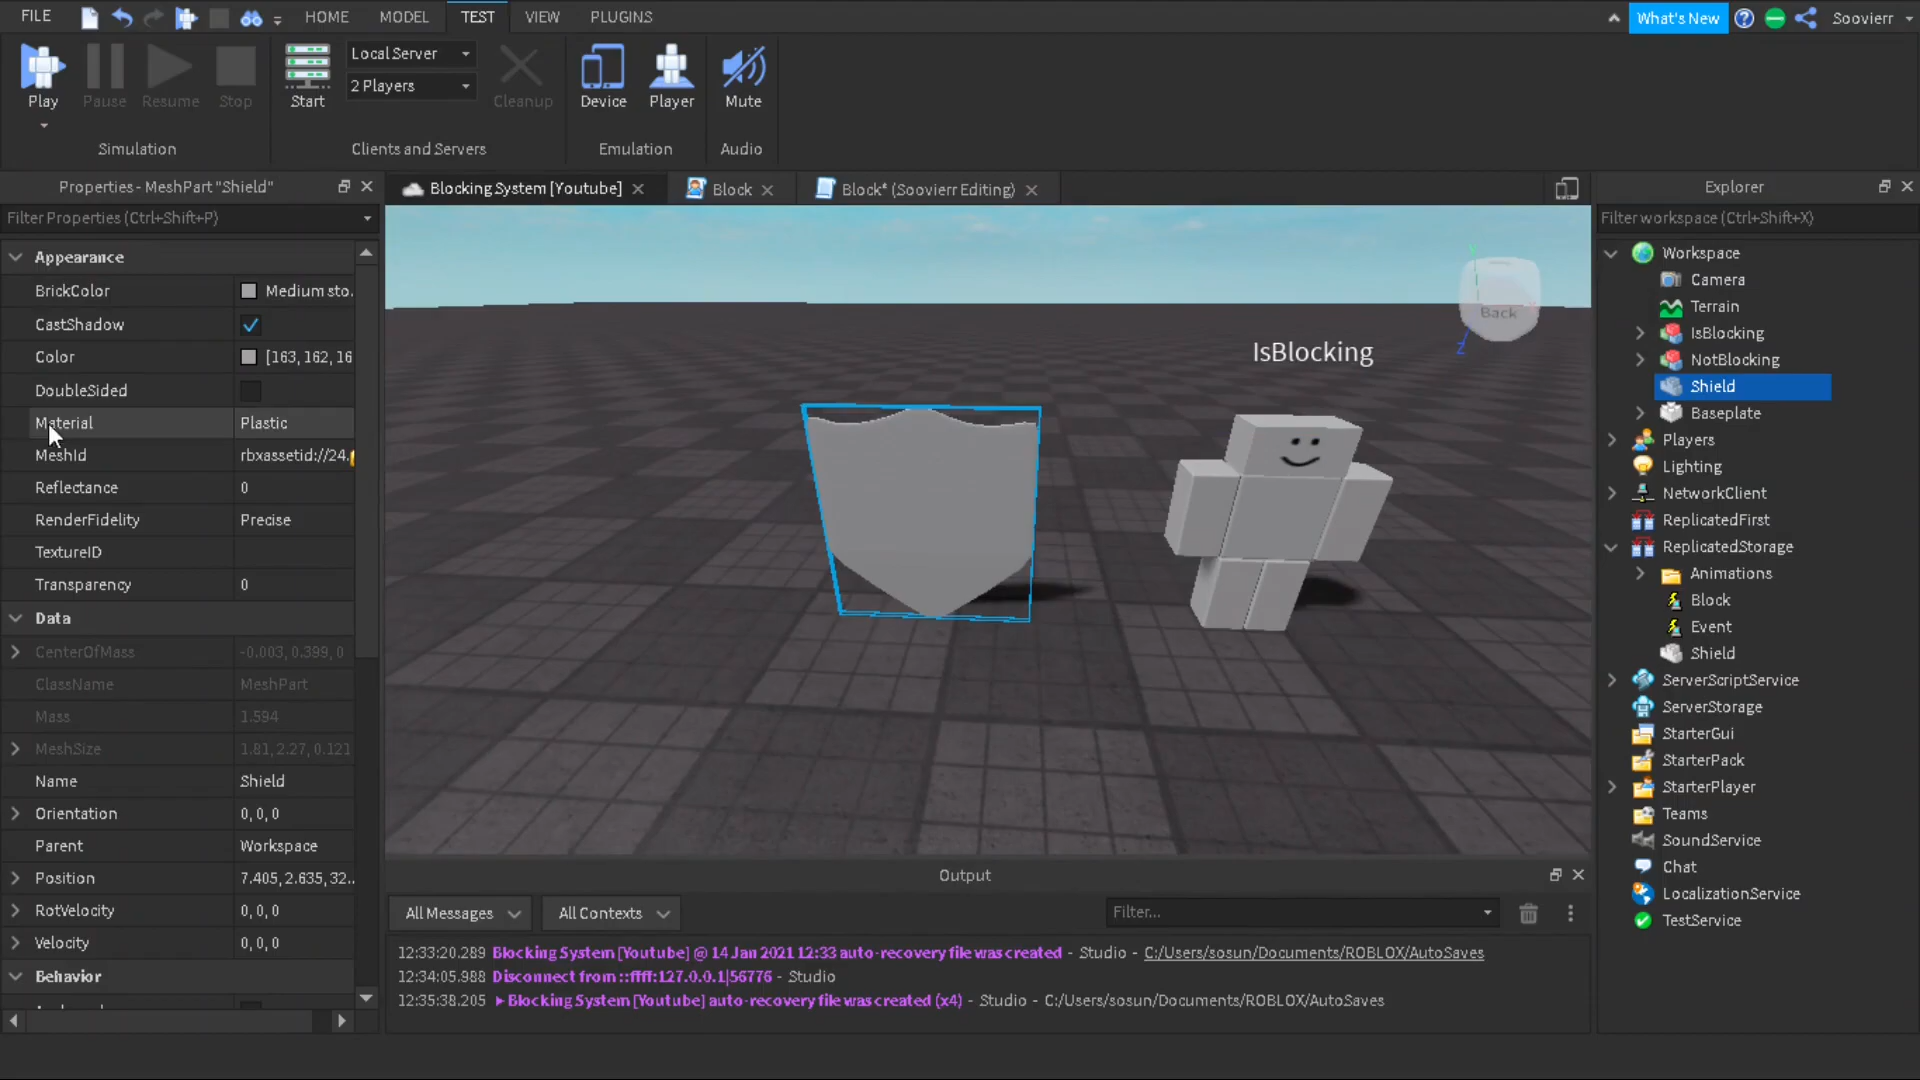 FILE
HOME
MODEL
TEST
VIEW
PLUGINS
What's New
Soovierr
Play
Pause
Resume
Stop
Start
Local Server
2 Players
Cleanup
Device
Player
Mute
Simulation
Clients and Servers
Emulation
Audio
Properties - MeshPart "Shield"
Blocking System [Youtube]
Block
Block* (Soovierr Editing)
Explorer
Filter Properties (Ctrl+Shift+P)
Filter workspace (Ctrl+Shift+X)
Appearance
BrickColor Medium sto.
CastShadow
Color [163, 162, 16
DoubleSided
Material Plastic
MeshId rbxassetid://24.
Reflectance 0
RenderFidelity Precise
TextureID
Transparency 0
Data
CenterOfMass -0.003, 0.399, 0
ClassName MeshPart
Mass 1.594
MeshSize 1.81, 2.27, 0.121
Name Shield
Orientation 0, 0, 0
Parent Workspace
Position 7.405, 2.635, 32..
RotVelocity 0, 0, 0
Velocity 0, 0, 0
Behavior
IsBlocking
Back
Y
Z
Workspace
Camera
Terrain
IsBlocking
NotBlocking
Shield
Baseplate
Players
Lighting
NetworkClient
ReplicatedFirst
ReplicatedStorage
Animations
Block
Event
Shield
ServerScriptService
ServerStorage
StarterGui
StarterPack
StarterPlayer
Teams
SoundService
Chat
LocalizationService
TestService
Output
All Messages
All Contexts
Filter...
12:33:20.289 Blocking System [Youtube] @ 14 Jan 2021 12:33 auto-recovery file was created - Studio - C:/Users/sosun/Documents/ROBLOX/AutoSaves
12:34:05.988 Disconnect from ::ffff:127.0.0.1|56776 - Studio
12:35:38.205 Blocking System [Youtube] auto-recovery file was created (x4) - Studio - C:/Users/sosun/Documents/ROBLOX/AutoSaves